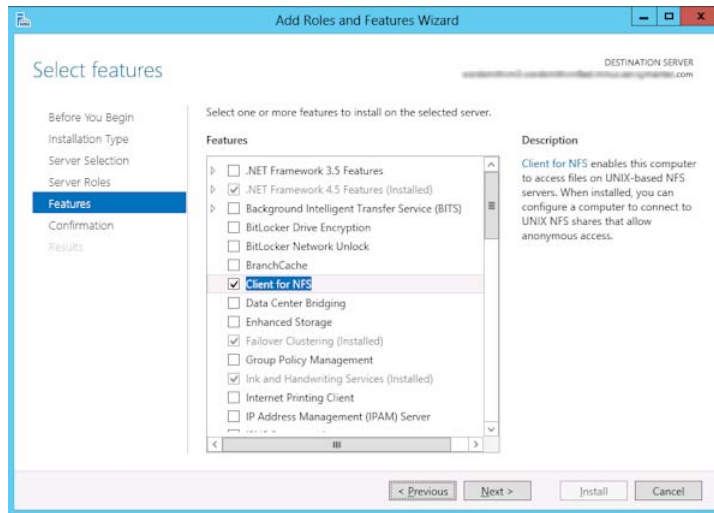 Add Roles and Features Wizard
Select features
DESTINATION SERVER
.com
Before You Begin
Installation Type
Server Selection
Server Roles
Features
Confirmation
Results
Select one or more features to install on the selected server.
Features
.NET Framework 3.5 Features
.NET Framework 4.5 Features (Installed)
Background Intelligent Transfer Service (BITS)
BitLocker Drive Encryption
BitLocker Network Unlock
BranchCache
Client for NFS
Data Center Bridging
Enhanced Storage
Failover Clustering (Installed)
Group Policy Management
Ink and Handwriting Services (Installed)
Internet Printing Client
IP Address Management (IPAM) Server
Description
Client for NFS enables this computer
to access files on UNIX-based NFS
servers. When installed, you can
configure a computer to connect to
UNIX NFS shares that allow
anonymous access.
< Previous
Next >
Install
Cancel